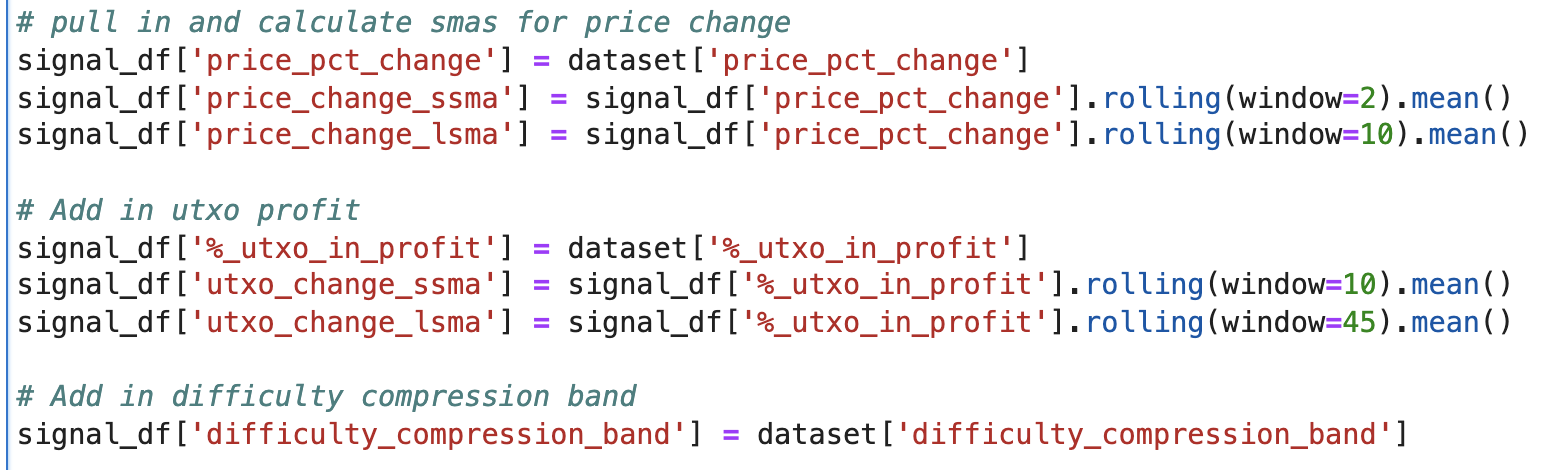 # pull in and calculate smas for price change
signal_df['price_pct_change'] = dataset['price_pct_change']
signal_df['price_change_ssma'] = signal_df['price_pct_change'].rolling(window=2).mean()
signal_df['price_change_lsma'] = signal_df['price_pct_change'].rolling(window=10).mean()
# Add in utxo profit
signal_df['%_utxo_in_profit'] = dataset['%_utxo_in_profit']
signal_df['utxo_change_ssma'] = signal_df['%_utxo_in_profit'].rolling(window=10).mean()
signal_df['utxo_change_lsma'] = signal_df['%_utxo_in_profit'].rolling(window=45).mean()
# Add in difficulty compression band
signal_df['difficulty_compression_band'] = dataset['difficulty_compression_band']